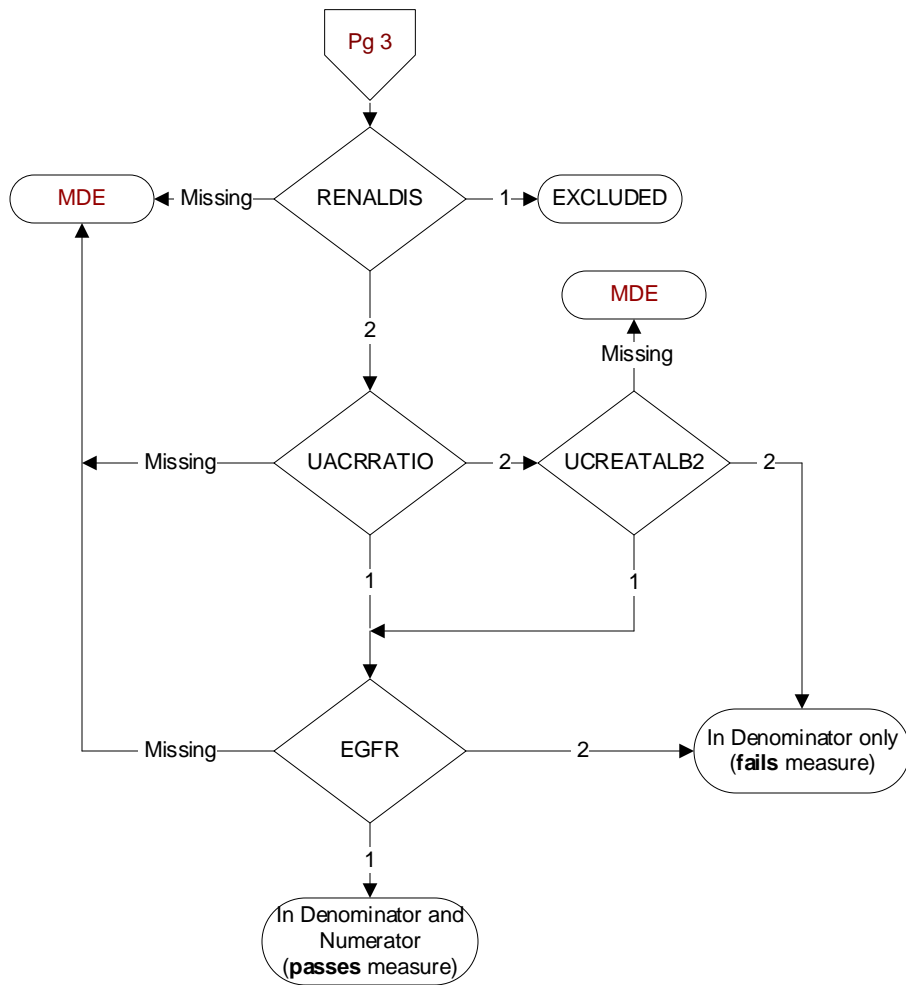 Pg 3
MDE
Missing
RENALDIS
1
EXCLUDED
2
MDE
Missing
Missing
UACRRATIO
2
UCREATALB2
2
1
1
Missing
EGFR
2
In Denominator only
(fails measure)
1
In Denominator and
Numerator
(passes measure)